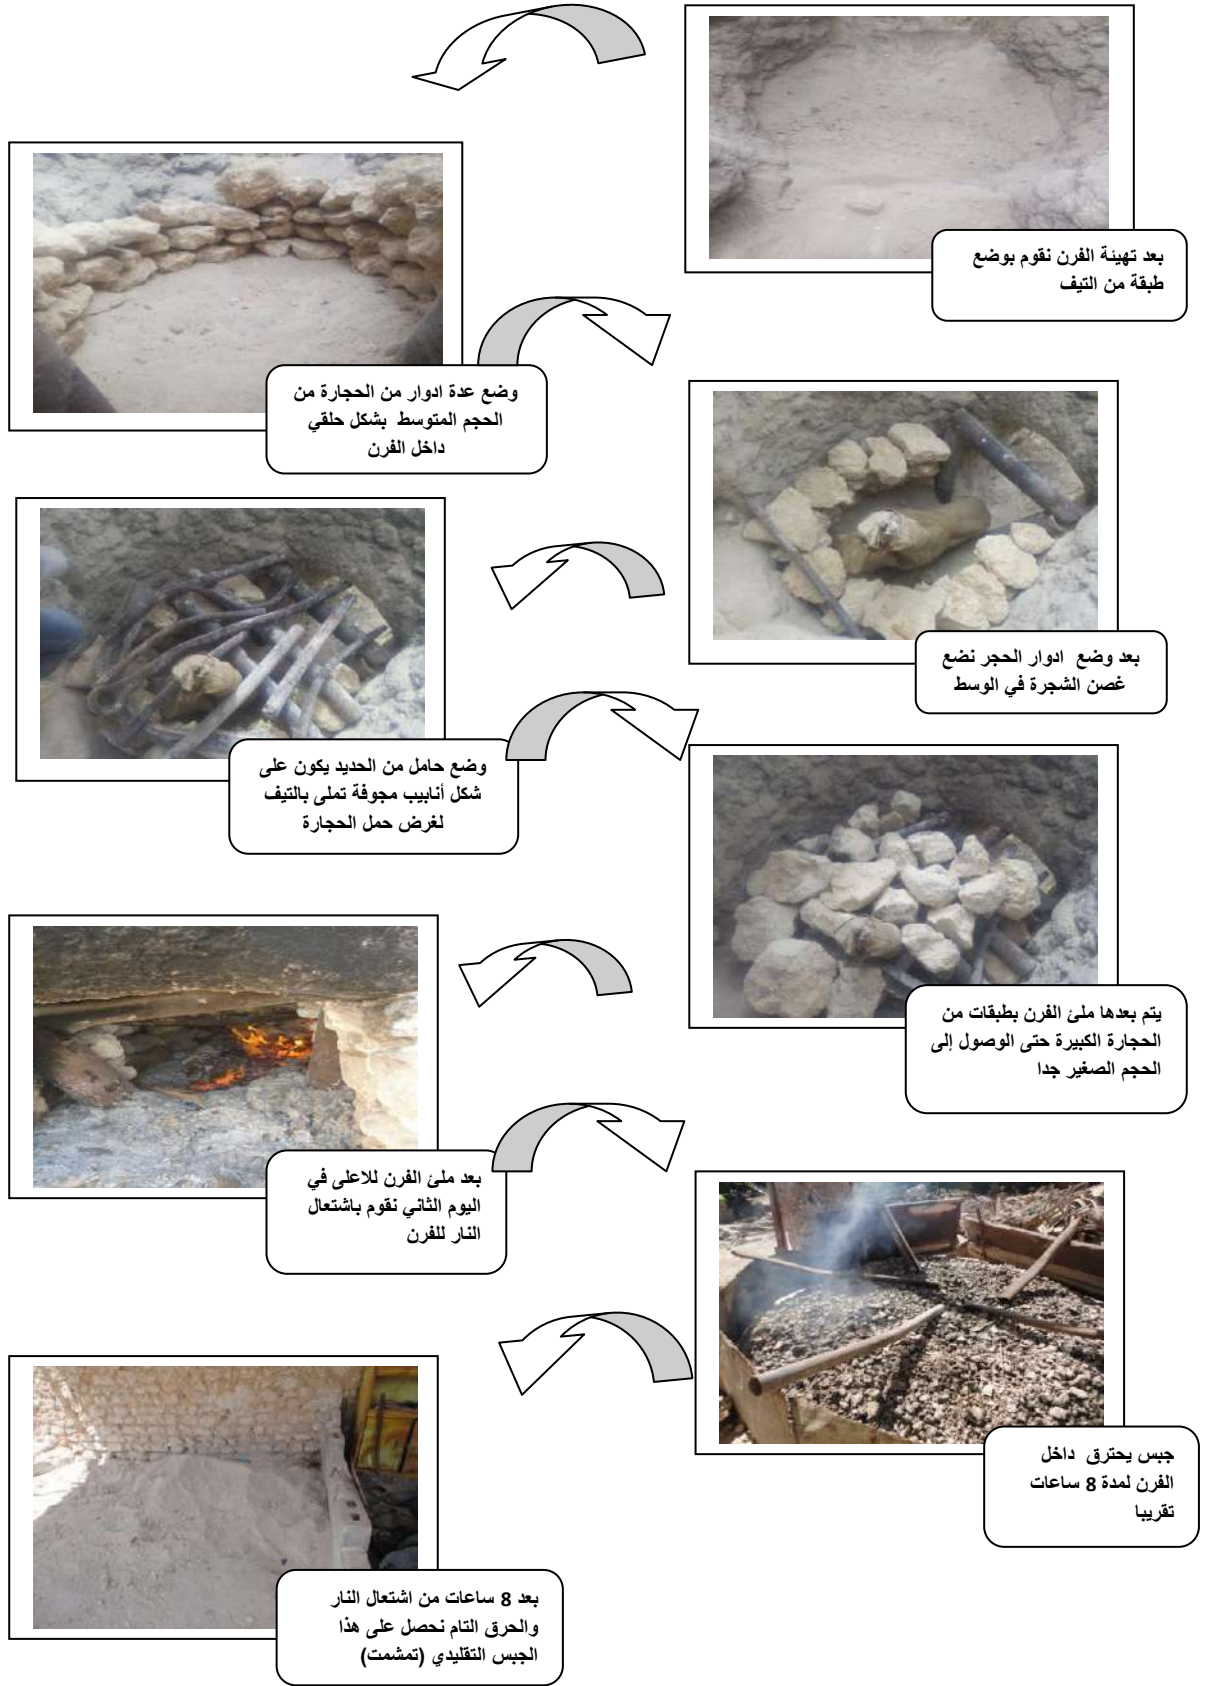 بعد تهيئة الفرن نقوم بوضع
طبقة من التيف
وضع عدة ادوار من الحجارة من
الحجم المتوسط بشكل حلقي
داخل الفرن
بعد وضع ادوار الحجر نضع
غصن الشجرة في الوسط
وضع حامل من الحديد يكون على
شكل أنابيب مجوفة تملى بالتيف
لغرض حمل الحجارة
يتم بعدها ملئ الفرن بطبقات من
الحجارة الكبيرة حتى الوصول إلى
الحجم الصغير جدا
بعد ملئ الفرن للاعلى في
اليوم الثاني نقوم باشتعال
النار للفرن
جبس يحترق داخل
الفرن لمدة 8 ساعات
تقريبا
بعد 8 ساعات من اشتعال النار
والحرق التام نحصل على هذا
الجبس التقليدي (تمشمت)